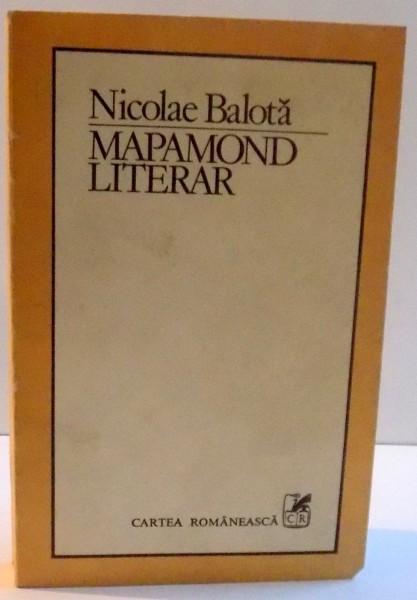 Nicolae Balotă
MAPAMOND
LITERAR
CARTEA ROMÂNEASCĂ
CR